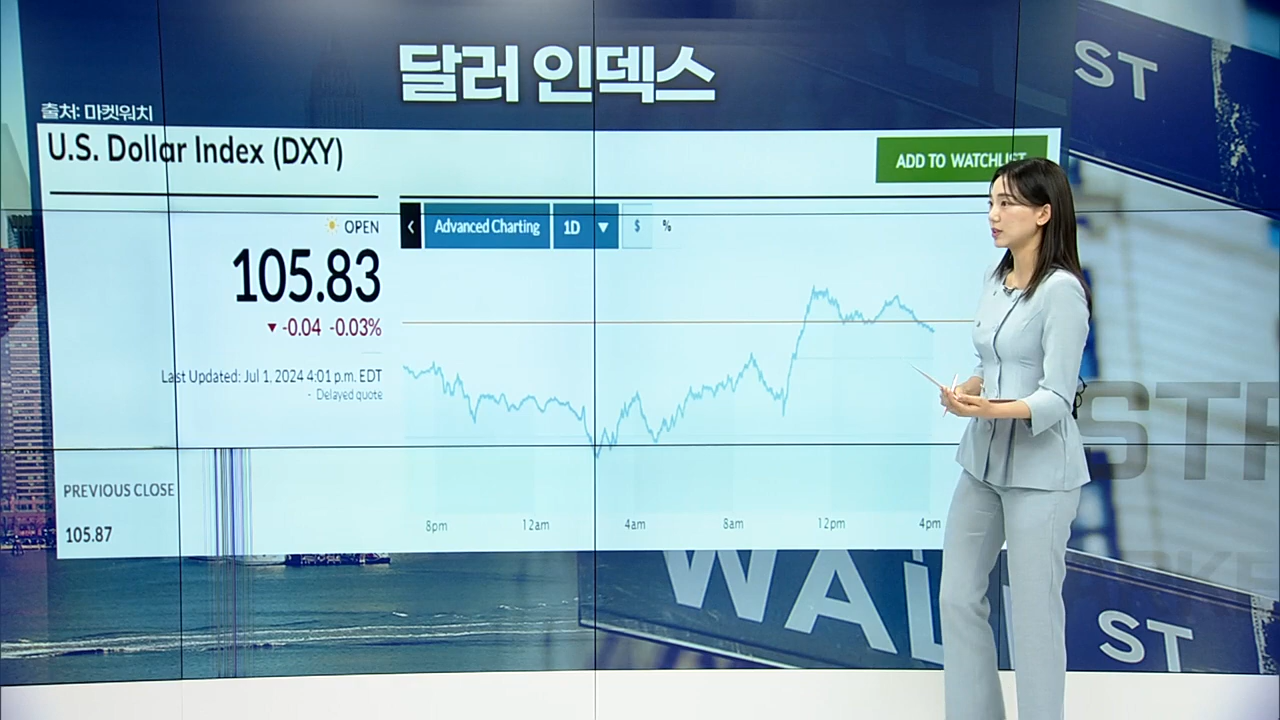 달러 인덱스
출처: 마켓워치
U.S. Dollar Index (DXY)
ADD TO WATCHLIST
OPEN
Advanced Charting 1D ▼ $ %
105.83
▼ -0.04 -0.03%
Last Updated: Jul 1, 2024 4:01 p.m. EDT
- Delayed quote
PREVIOUS CLOSE
105.87
8pm 12am 4am 8am 12pm 4pm
ST
STR
WALL
ST